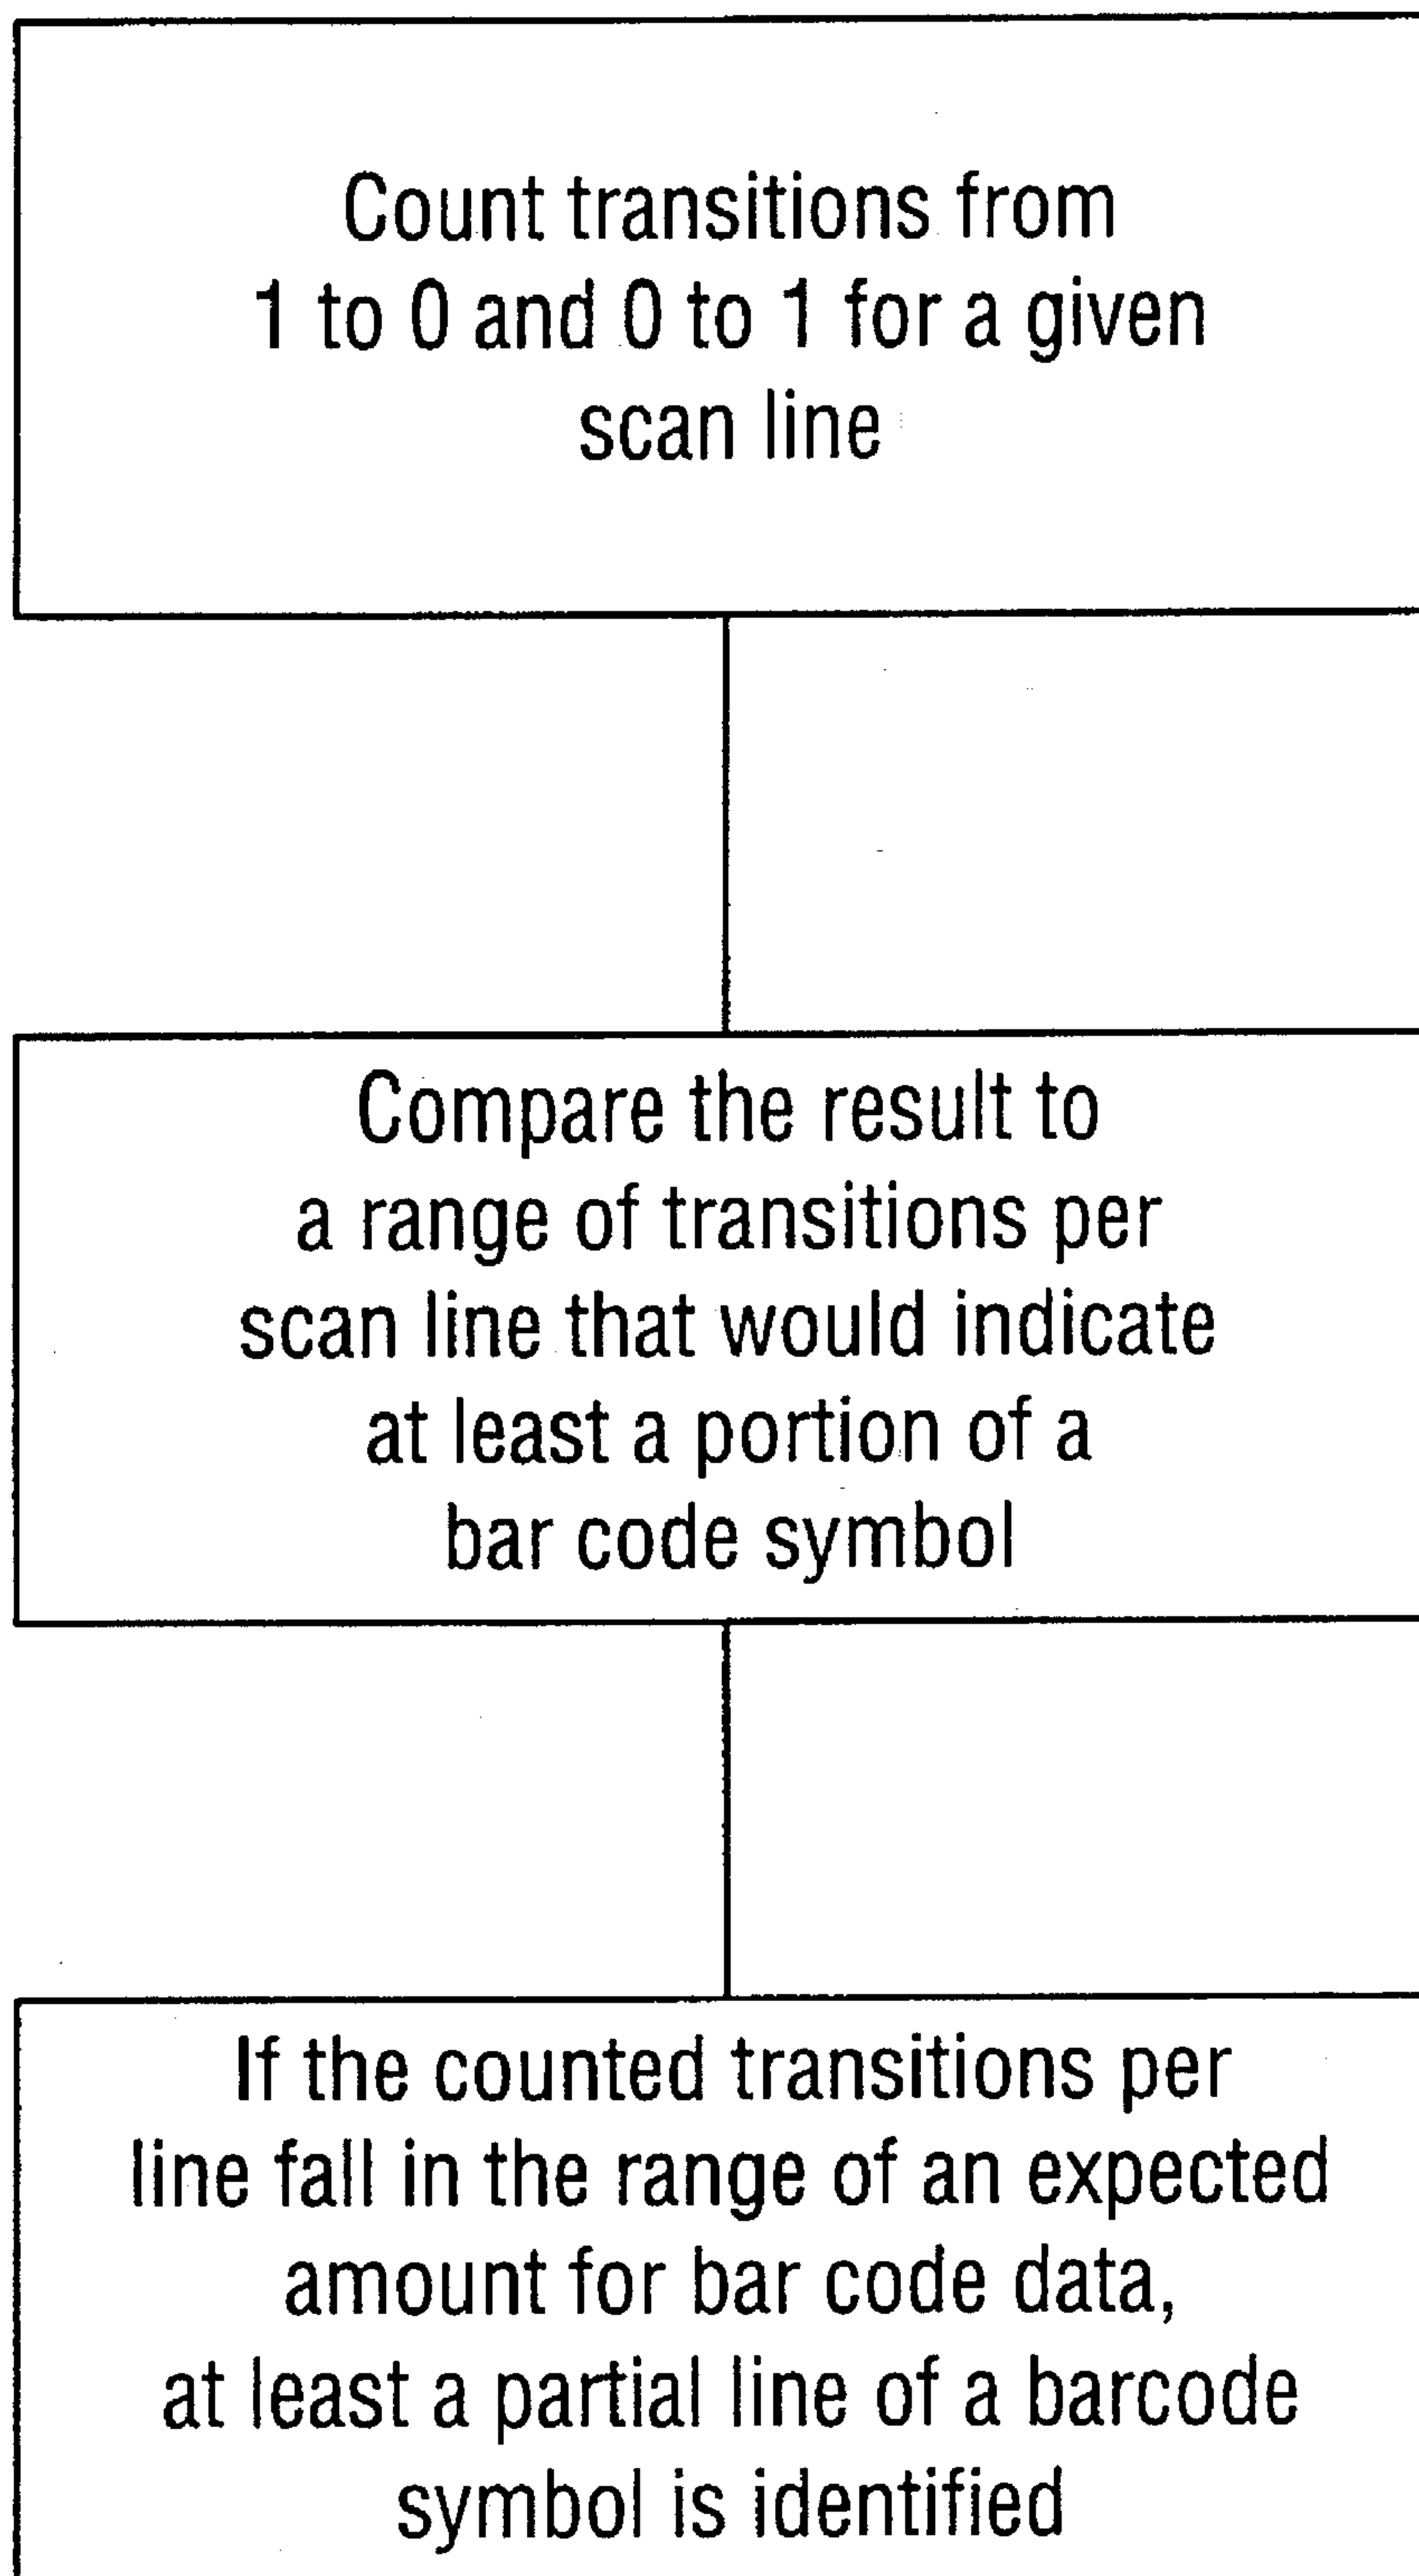 Count transitions from
1 to 0 and 0 to 1 for a given
scan line
Compare the result to
a range of transitions per
scan line that would indicate
at least a portion of a
bar code symbol
If the counted transitions per
line fall in the range of an expected
amount for bar code data,
at least a partial line of a barcode
symbol is identified